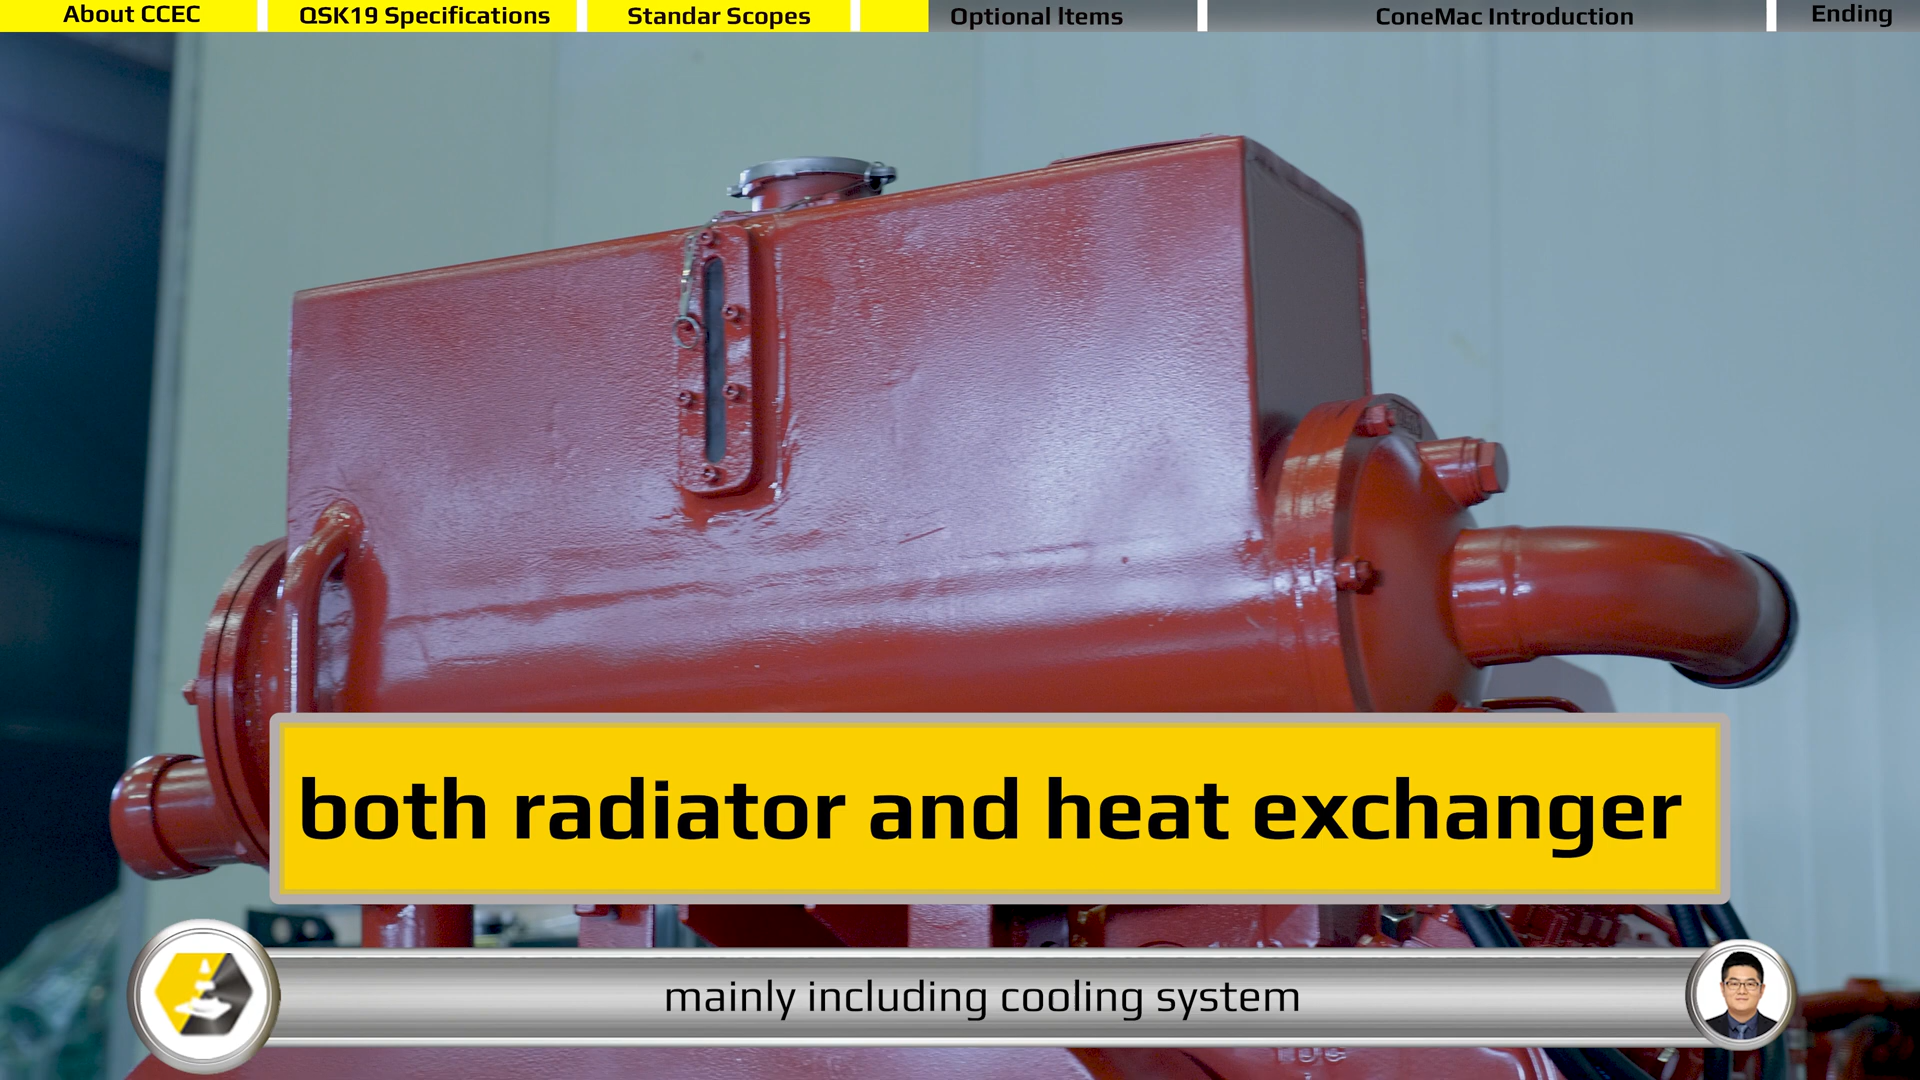 About CCEC
QSK19 Specifications
Standar Scopes
Optional Items
ConeMac Introduction
Ending
both radiator and heat exchanger
mainly including cooling system